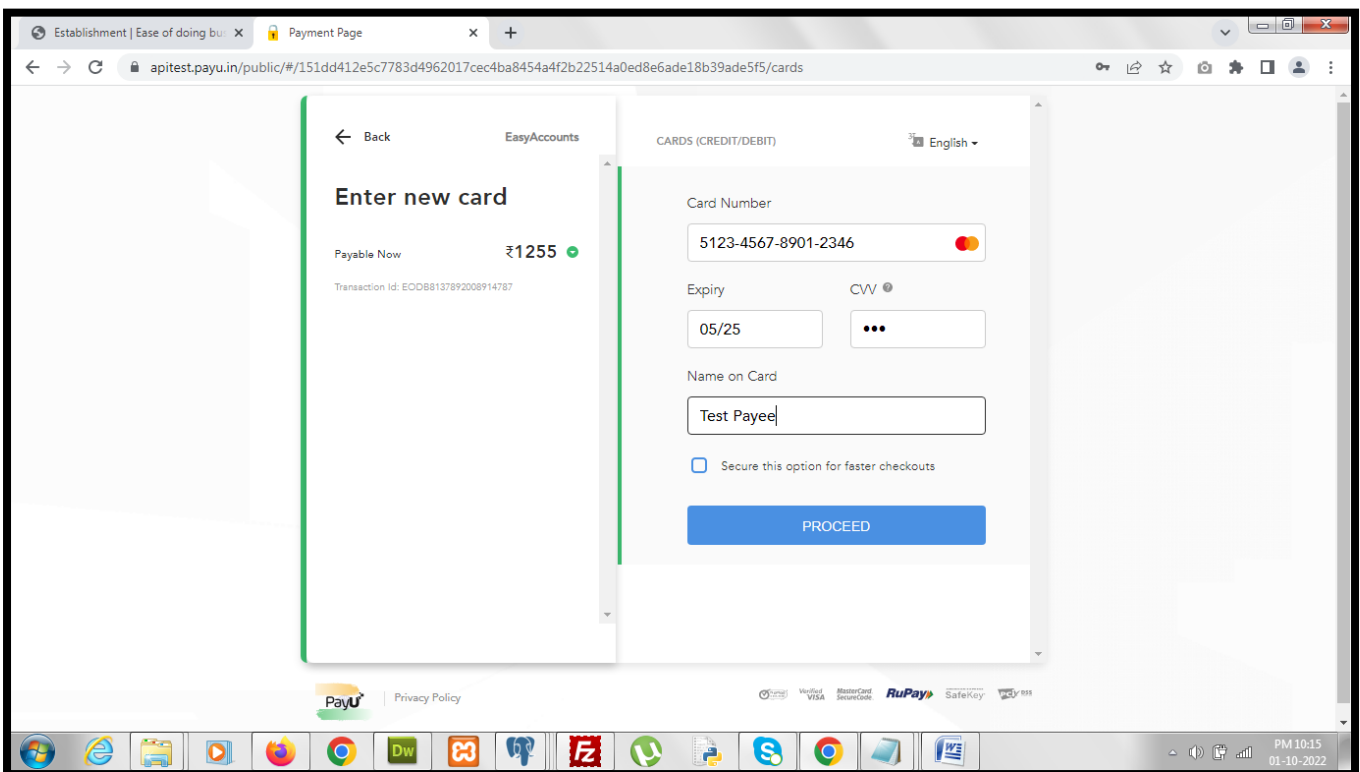 Establishment | Ease of doing bus
Payment Page
apitest.payu.in/public/#/151dd412e5c7783d4962017cec4ba8454a4f2b22514a0ed8e6ade18b39ade5f5/cards
Back
EasyAccounts
Enter new card
Payable Now
₹1255
Transaction Id: EODB8137892008914787
CARDS (CREDIT/DEBIT)
English
Card Number
5123-4567-8901-2346
Expiry
CVV
05/25
•••
Name on Card
Test Payee
Secure this option for faster checkouts
PROCEED
PayU
Privacy Policy
Verified VISA
MasterCard SecureCode
RuPay
SafeKey
DSS
Dw
PM 10:15
01-10-2022